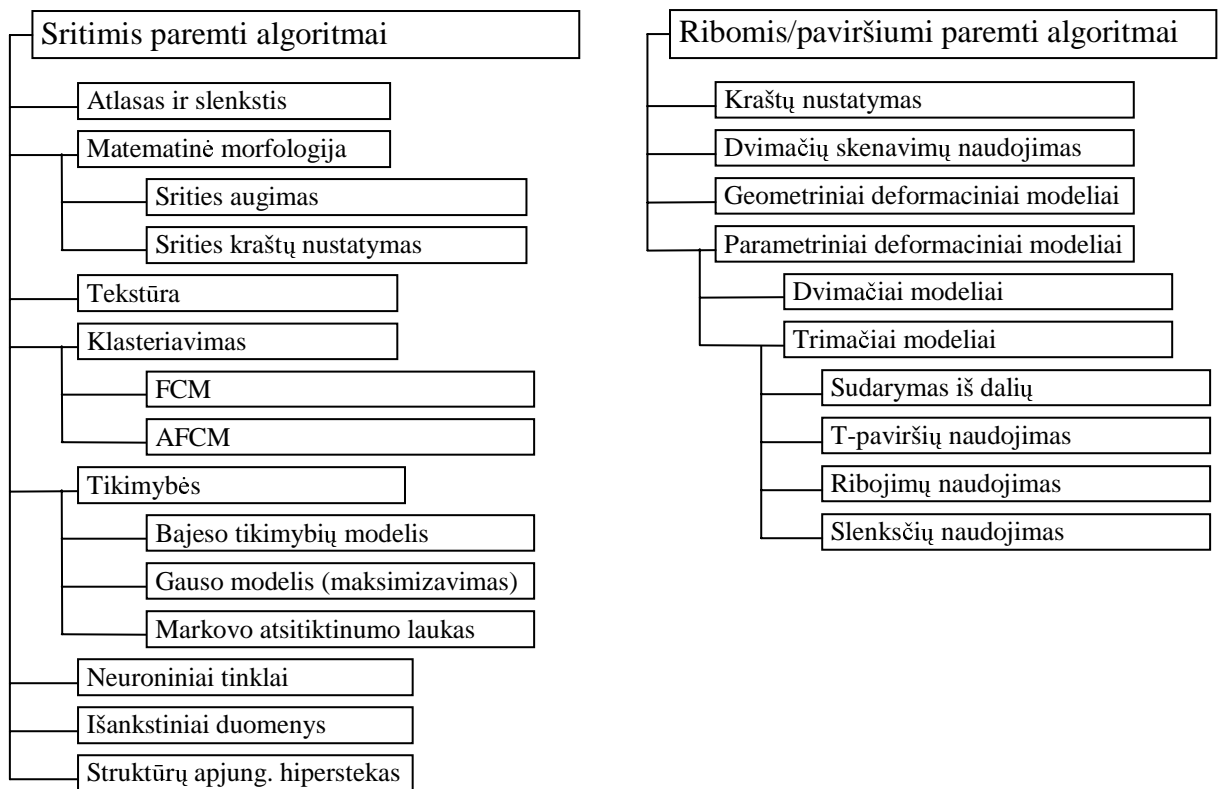 Sritimis paremti algoritmai
Atlasas ir slenkstis
Matematinė morfologija
Srities augimas
Srities kraštų nustatymas
Tekstūra
Klasteriavimas
FCM
AFCM
Tikimybės
Bajeso tikimybių modelis
Gauso modelis (maksimizavimas)
Markovo atsitiktinumo laukas
Neuroniniai tinklai
Išankstiniai duomenys
Struktūrų apjung. hiperstekas
Ribomis/paviršiumi paremti algoritmai
Kraštų nustatymas
Dvimačių skenavimų naudojimas
Geometriniai deformaciniai modeliai
Parametriniai deformaciniai modeliai
Dvimačiai modeliai
Trimačiai modeliai
Sudarymas iš dalių
T-paviršių naudojimas
Ribojimų naudojimas
Slenksčių naudojimas